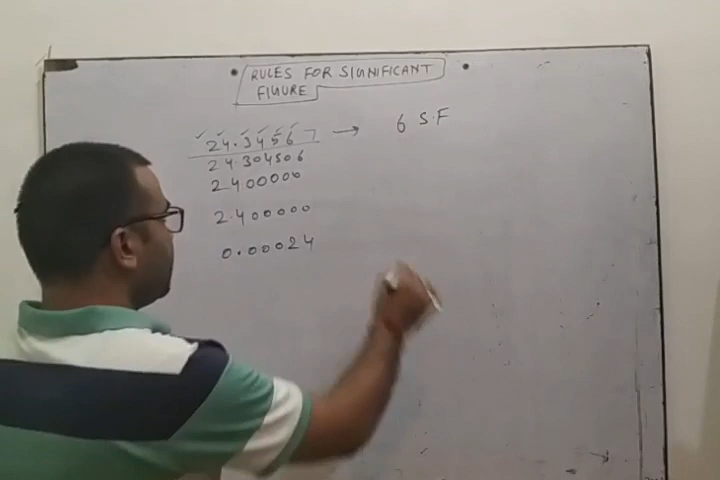 RULES FOR SIGNIFICANT
FIGURE
24.34567 → 6 S.F
24.304506
2400000
2.400000
0.00024